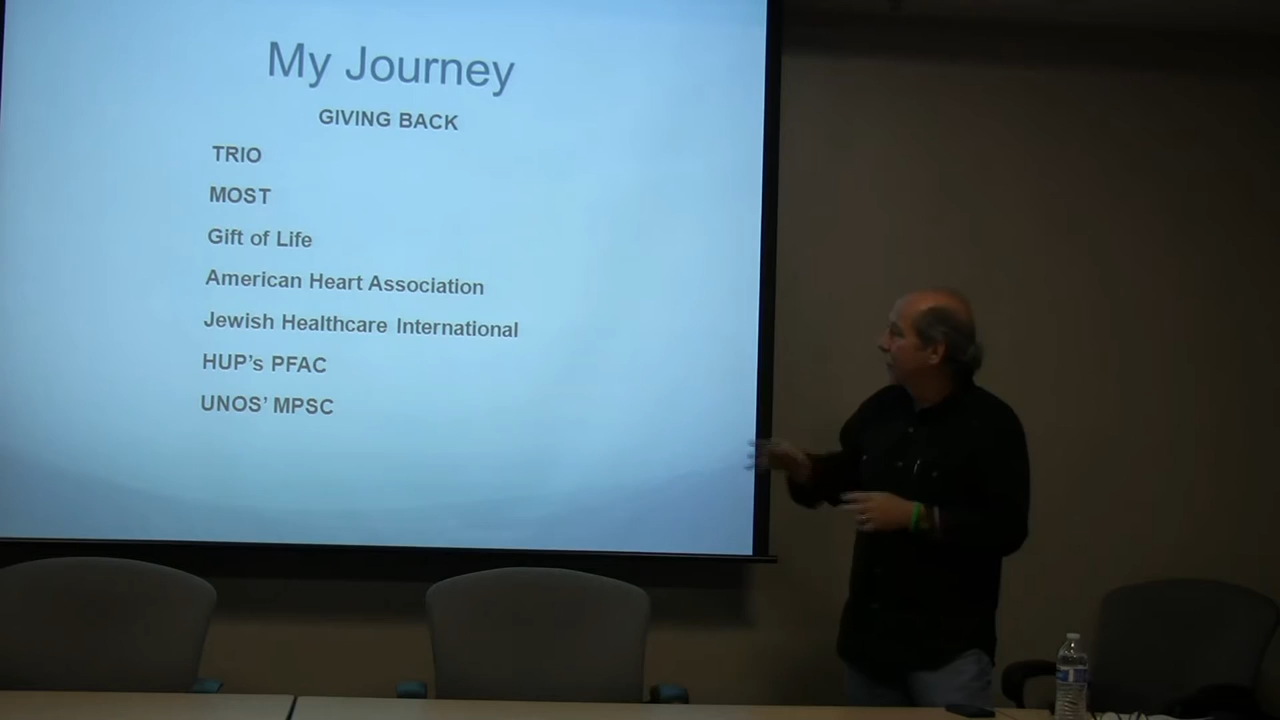 My Journey
GIVING BACK
TRIO
MOST
Gift of Life
American Heart Association
Jewish Healthcare International
HUP’s PFAC
UNOS’ MPSC